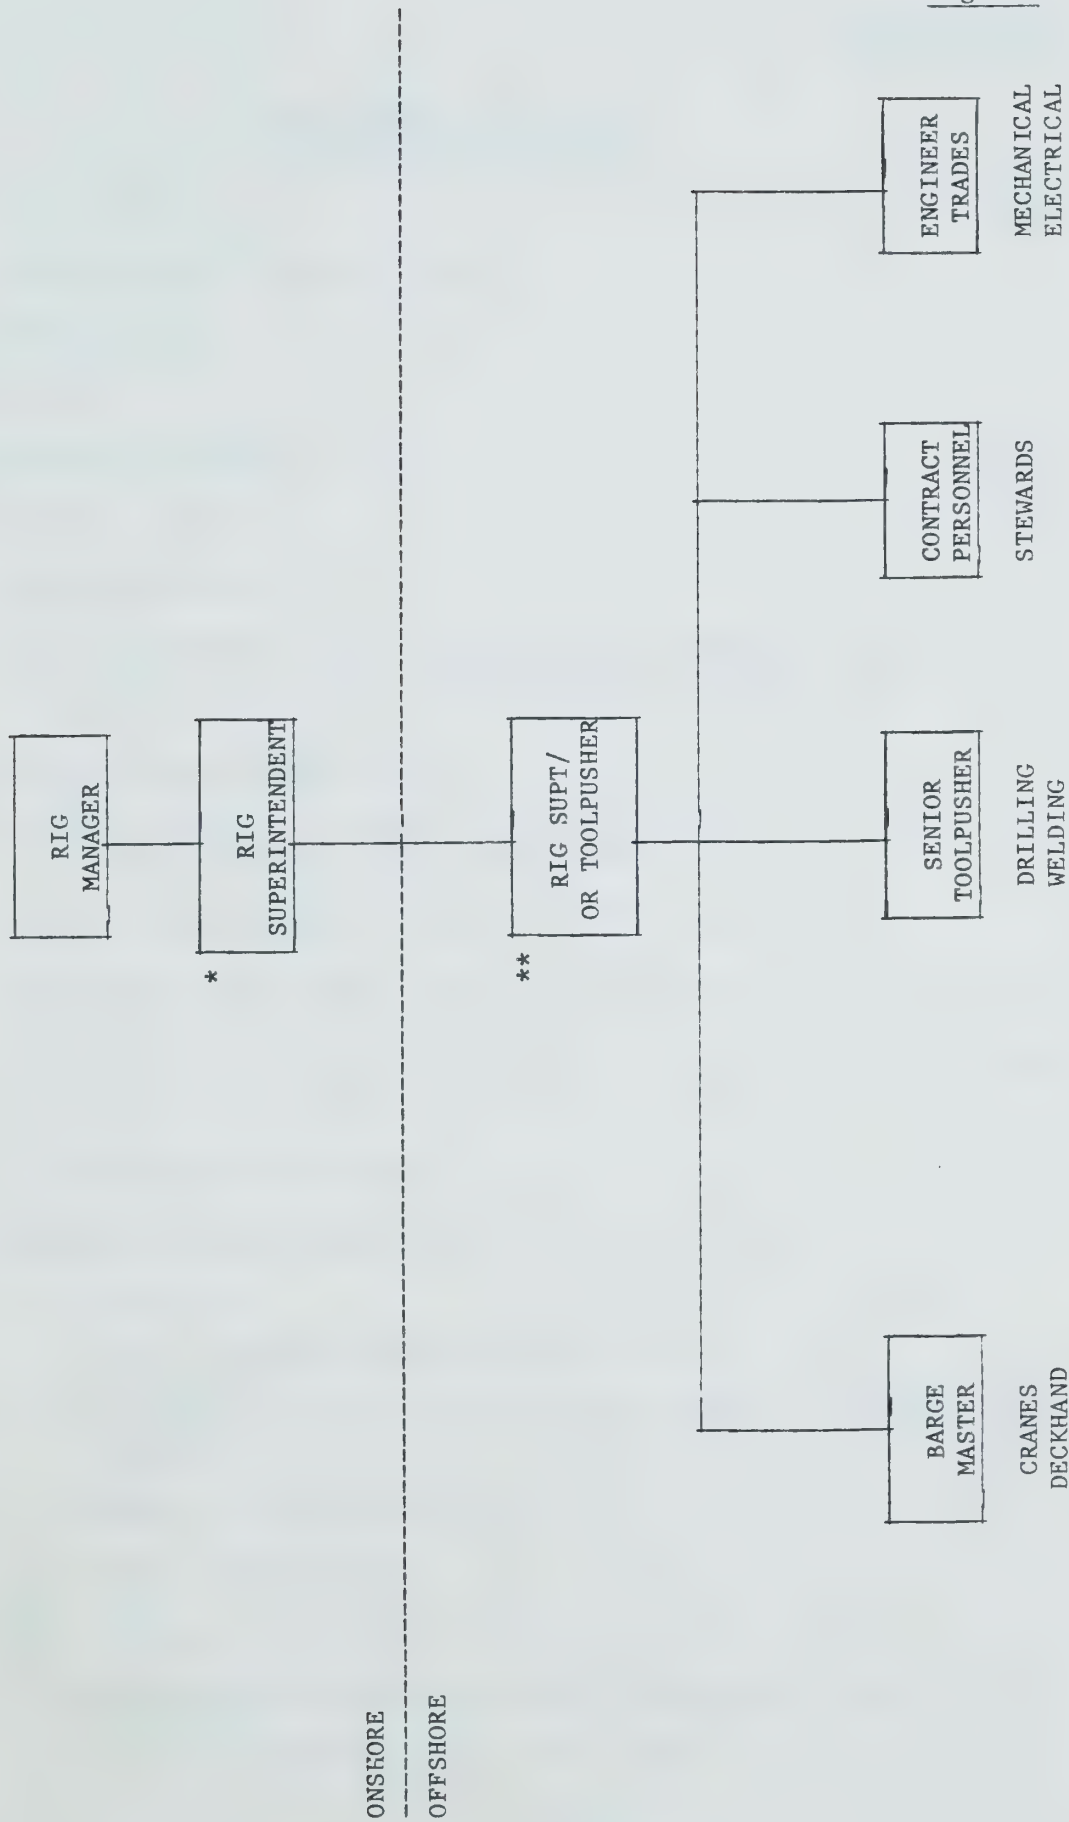 RIG
MANAGER
*
RIG
SUPERINTENDENT
ONSHORE
OFFSHORE
**
RIG SUPT/
OR TOOLPUSHER
BARGE
MASTER
SENIOR
TOOLPUSHER
CONTRACT
PERSONNEL
ENGINEER
TRADES
CRANES
DECKHAND
DRILLING
WELDING
STEWARDS
MECHANICAL
ELECTRICAL